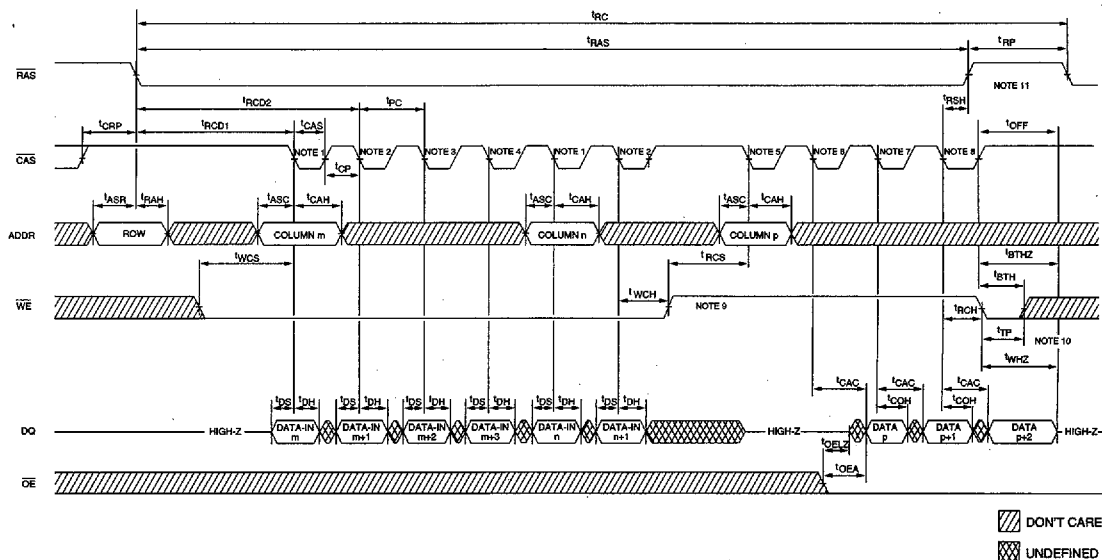 tRC
tRAS
tRP
RAS
NOTE 11
tRCD2
tPC
tRSH
tCRP
tRCD1
tCAS
tOFF
CAS
NOTE 1
NOTE 2
NOTE 3
NOTE 4
NOTE 1
NOTE 2
NOTE 5
NOTE 6
NOTE 7
NOTE 8
tCP
tASR
tRAH
tASC
tCAH
tASC
tCAH
tASC
tCAH
ADDR
ROW
COLUMN m
COLUMN n
COLUMN p
tWCS
tRCS
tBTHZ
tBTH
WE
tWCH
NOTE 9
tRCH
tTP
NOTE 10
tWHZ
tCAC
tCAC
tCAC
tDS
tDH
tDS
tDH
tDS
tDH
tDS
tDH
tDS
tDH
tDS
tDH
tCOH
tCOH
DQ
HIGH-Z
DATA-IN m
DATA-IN m+1
DATA-IN m+2
DATA-IN m+3
DATA-IN n
DATA-IN n+1
HIGH-Z
DATA p
DATA p+1
DATA p+2
HIGH-Z
tOELZ
tOEA
OE
DON'T CARE
UNDEFINED